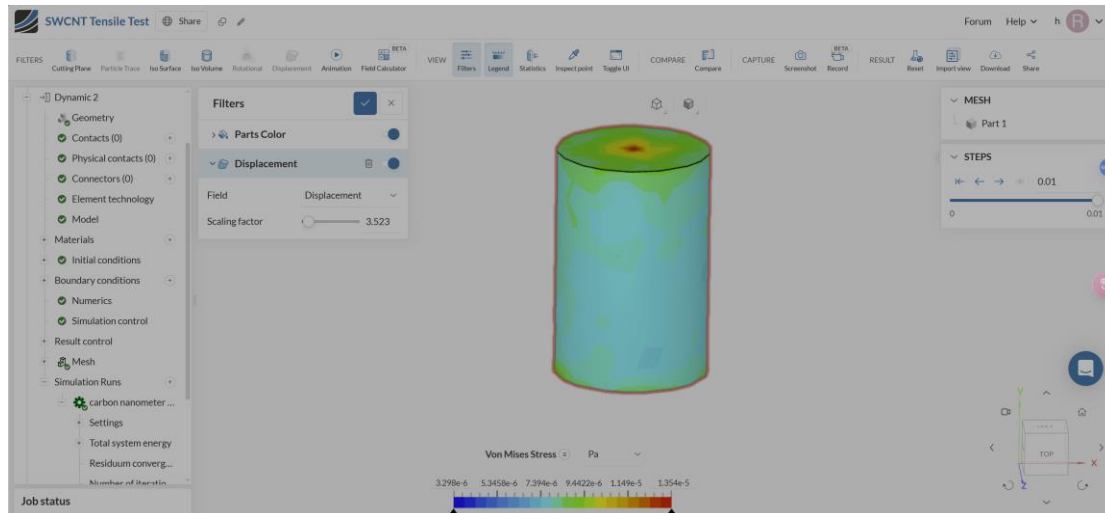 SWCNT Tensile Test Share
Forum Help h R
FILTERS Cutting Plane Particle Trace Iso Surface Iso Volume Rotational Displacement Animation Field Calculator BETA VIEW Filters Legend Statistics Inspect point Toggle UI COMPARE Compare CAPTURE Screenshot Record BETA RESULT Reset Import view Download Share
Dynamic 2
Geometry
Contacts (0)
Physical contacts (0)
Connectors (0)
Element technology
Model
Materials
Initial conditions
Boundary conditions
Numerics
Simulation control
Result control
Mesh
Simulation Runs
carbon nanometer ...
Settings
Total system energy
Residuum converg...
Number of iteratio
Job status
Filters
Parts Color
Displacement
Field Displacement
Scaling factor 3.523
MESH
Part 1
STEPS
0.01
0 0.01
Von Mises Stress Pa
3.298e-6 5.3458e-6 7.394e-6 9.4422e-6 1.149e-5 1.354e-5
Y
TOP
X
Z